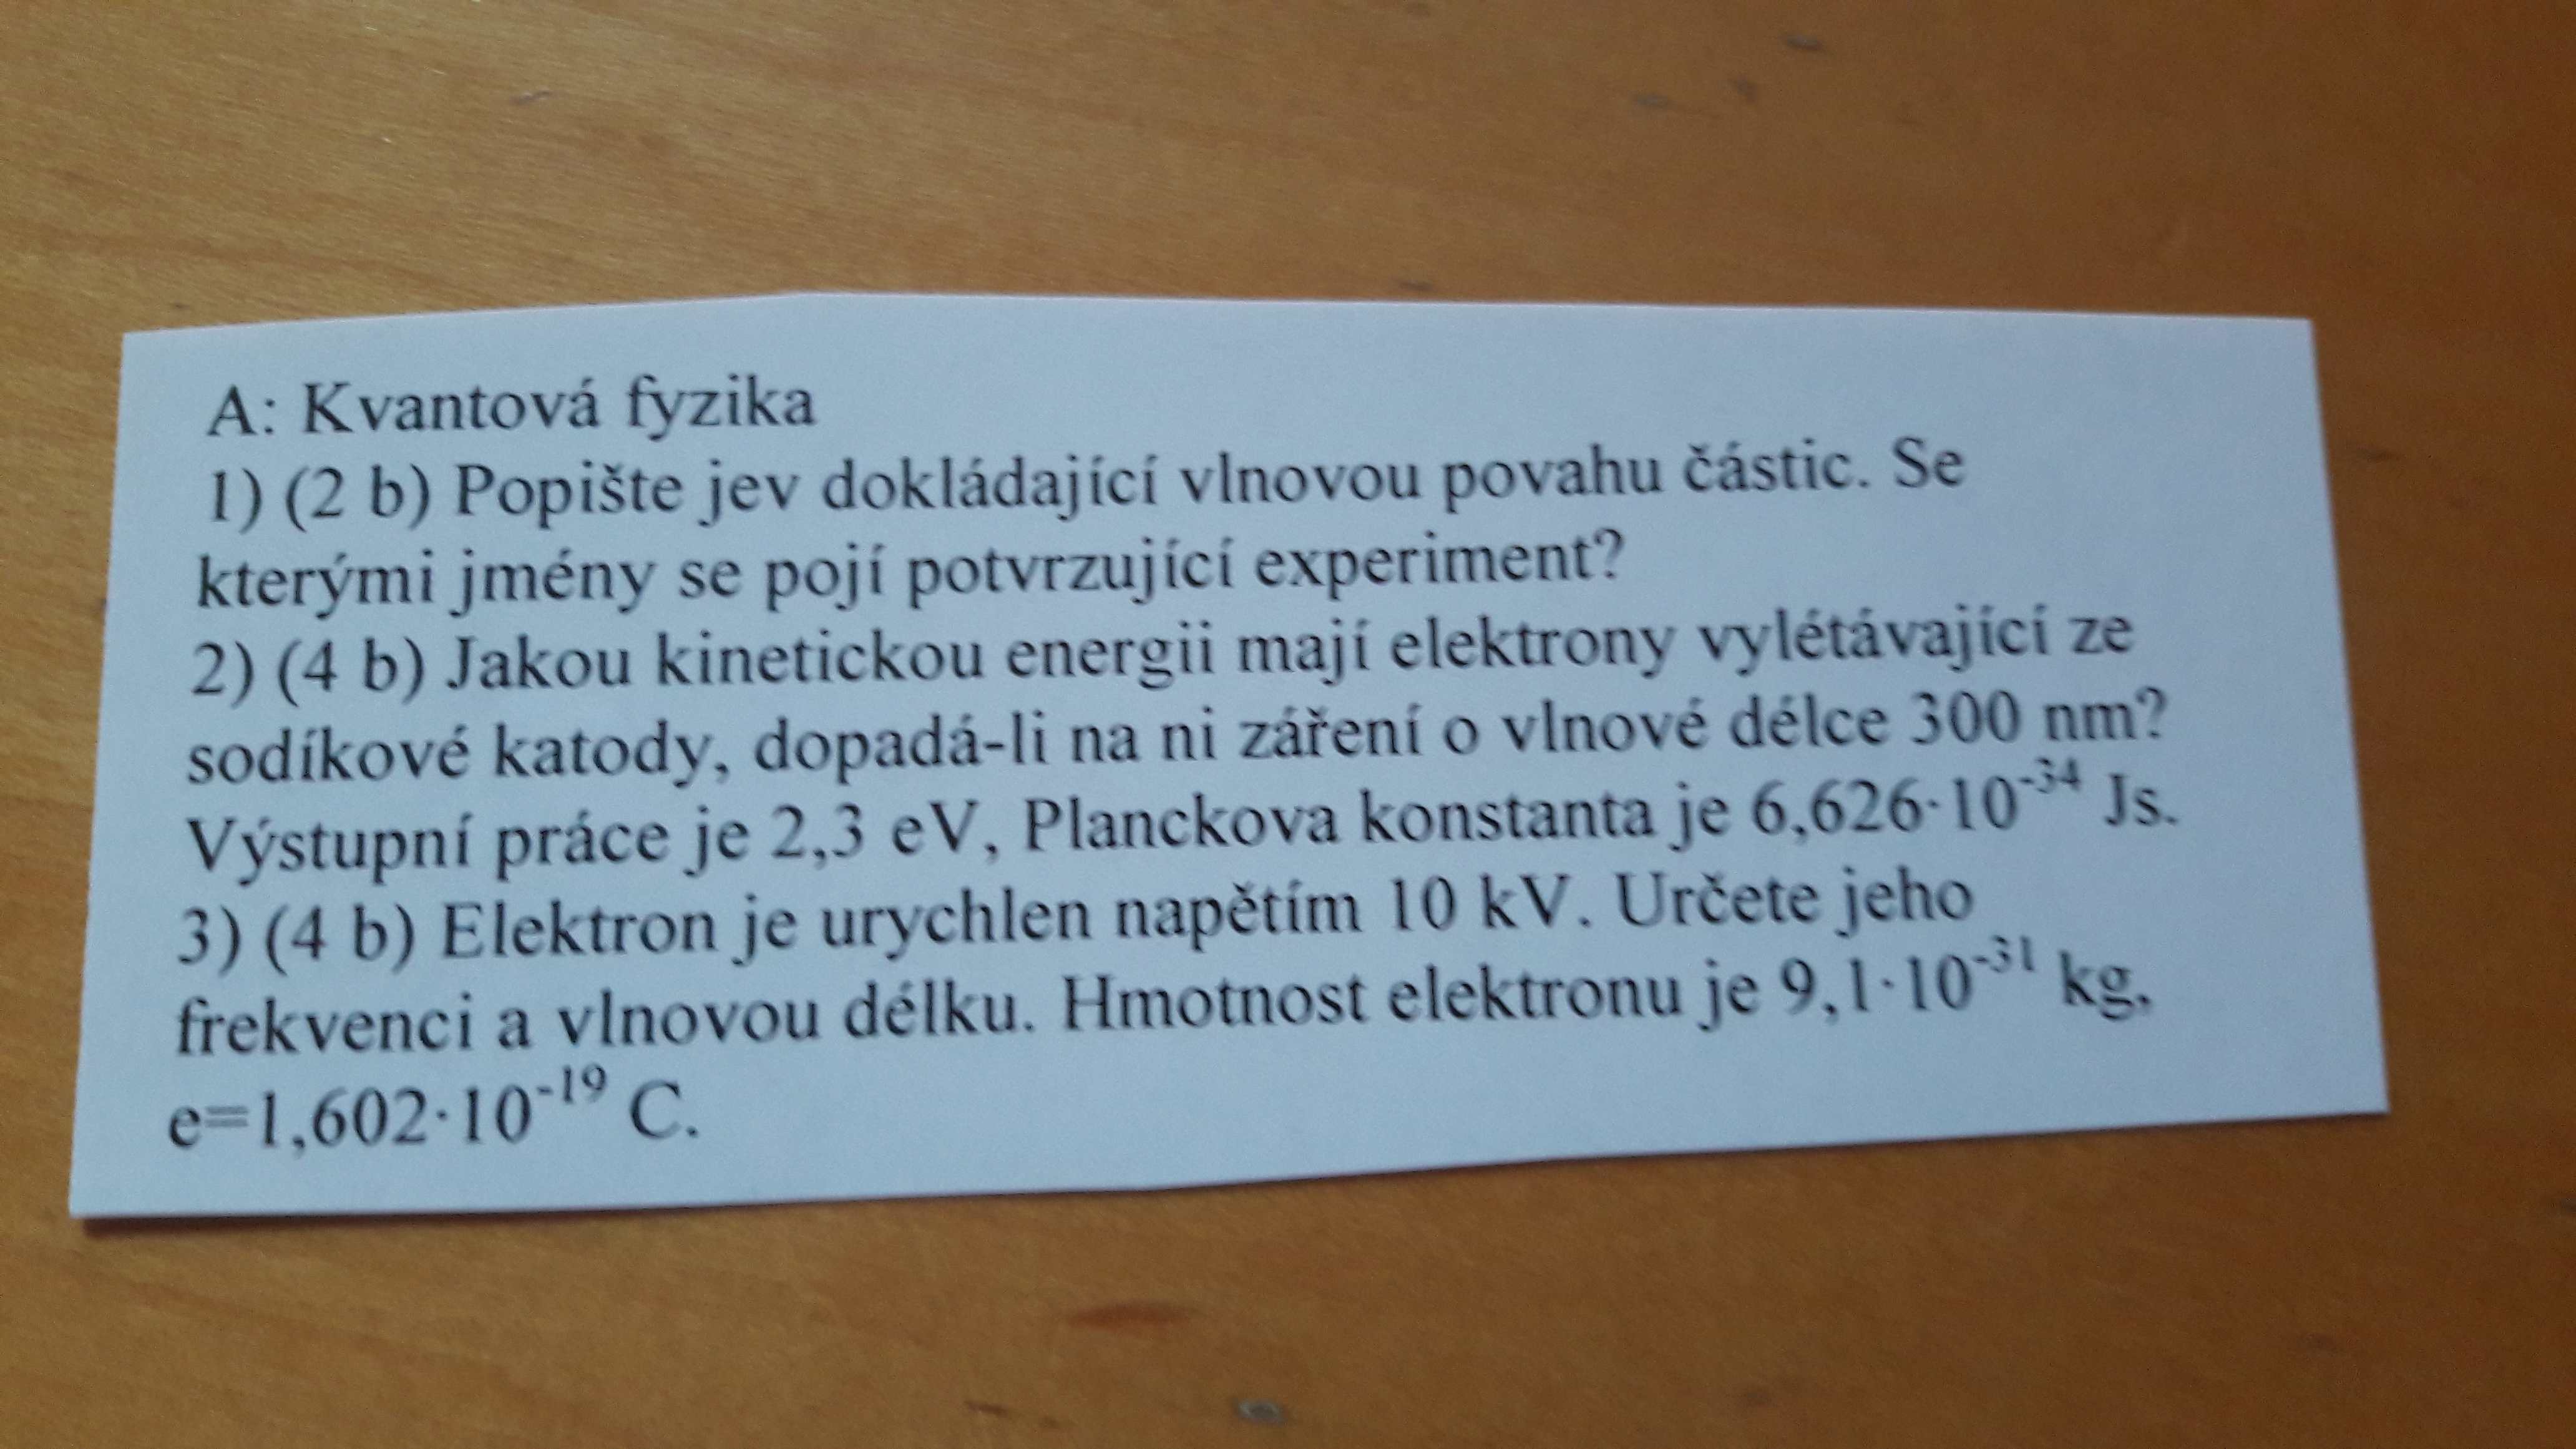 A: Kvantová fyzika
1) (2 b) Popište jev dokládající vlnovou povahu částic. Se
kterými jmény se pojí potvrzující experiment?
2) (4 b) Jakou kinetickou energii mají elektrony vylétávající ze
sodíkové katody, dopadá-li na ni záření o vlnové délce 300 nm?
Výstupní práce je 2,3 eV, Planckova konstanta je 6,626·10⁻³⁴ Js.
3) (4 b) Elektron je urychlen napětím 10 kV. Určete jeho
frekvenci a vlnovou délku. Hmotnost elektronu je 9,1·10⁻³¹ kg,
e=1,602·10⁻¹⁹ C.